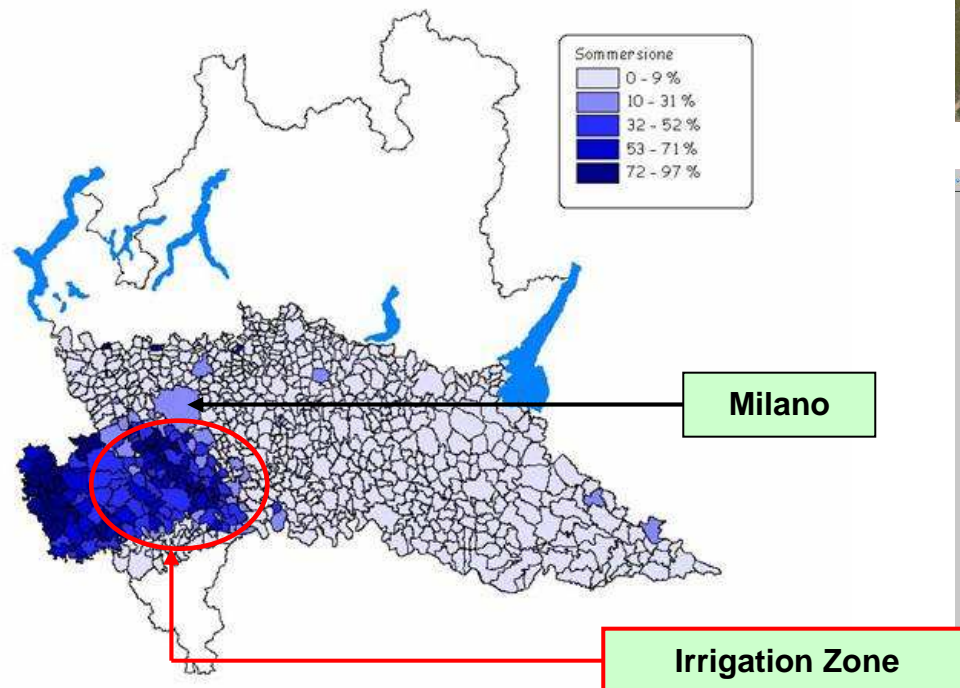 Sommersione
0 - 9 %
10 - 31 %
32 - 52 %
53 - 71 %
72 - 97 %
Milano
Irrigation Zone